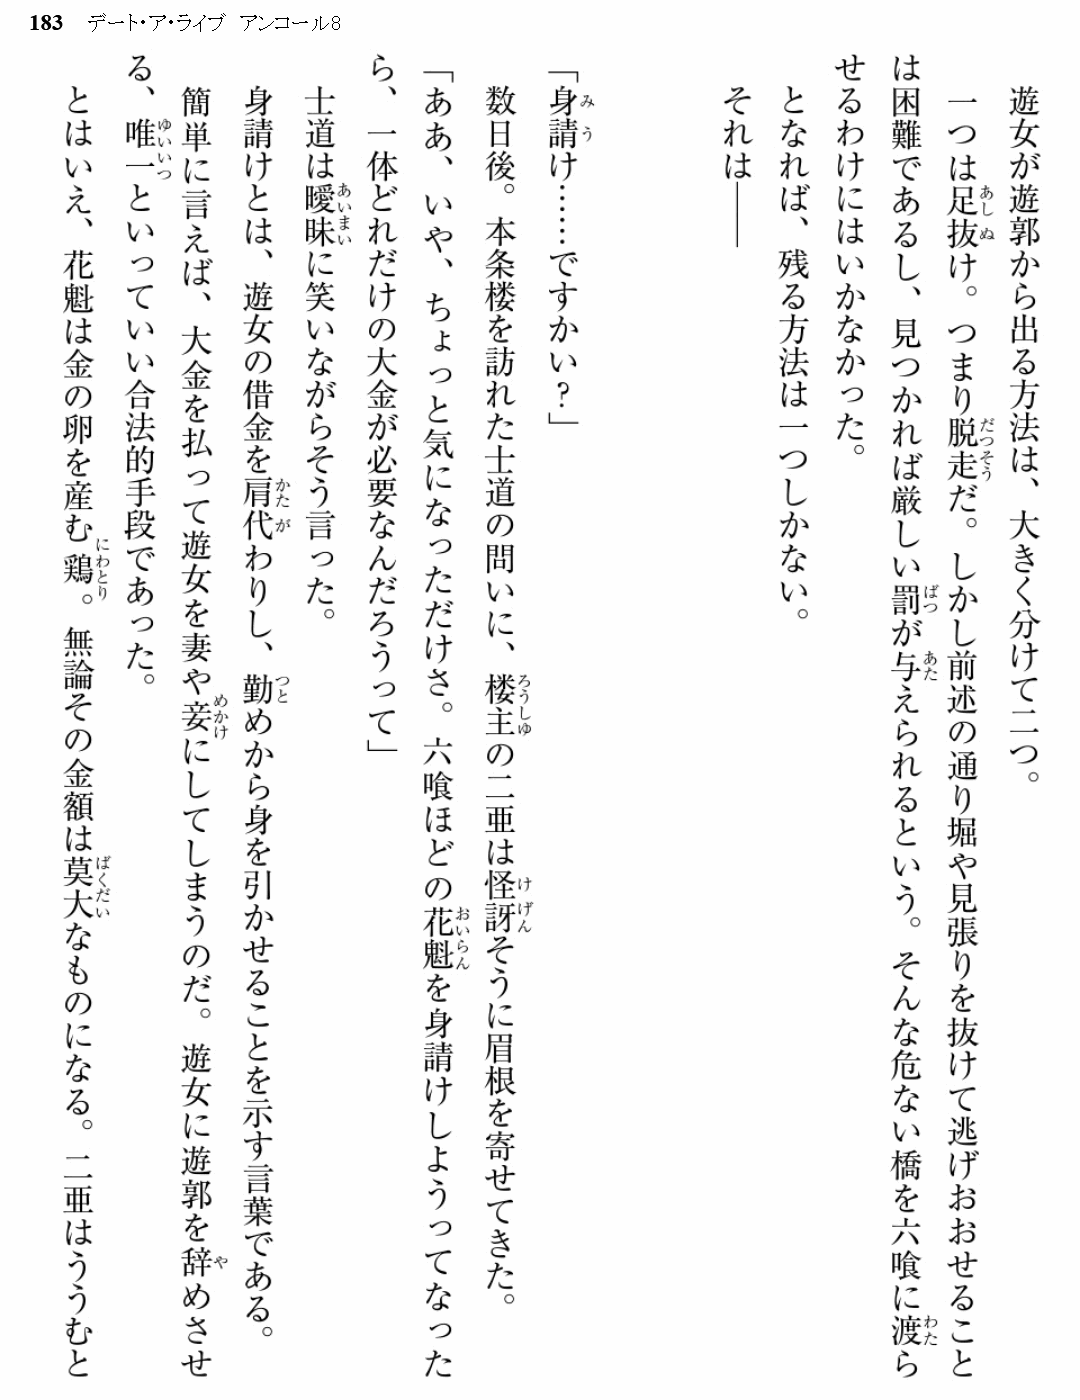 183 デート・ア・ライブ アンコール8
遊女が遊郭から出る方法は、大きく分けて二つ。
一つは足抜け。つまり脱走だ。しかし前述の通り堀や見張りを抜けて逃げおおせること
は困難であるし、見つかれば厳しい罰が与えられるという。そんな危ない橋を六喰に渡ら
せるわけにはいかなかった。
となれば、残る方法は一つしかない。
それは――
「身請け……ですかい?」
数日後。本条楼を訪れた士道の問いに、楼主の二亜は怪訝そうに眉根を寄せてきた。
「ああ、いや、ちょっと気になっただけさ。六喰ほどの花魁を身請けしようってなった
ら、一体どれだけの大金が必要なんだろうって」
士道は曖昧に笑いながらそう言った。
身請けとは、遊女の借金を肩代わりし、勤めから身を引かせることを示す言葉である。
簡単に言えば、大金を払って遊女を妻や妾にしてしまうのだ。遊女に遊郭を辞めさせ
る、唯一といっていい合法的手段であった。
とはいえ、花魁は金の卵を産む鶏。無論その金額は莫大なものになる。二亜はううむと